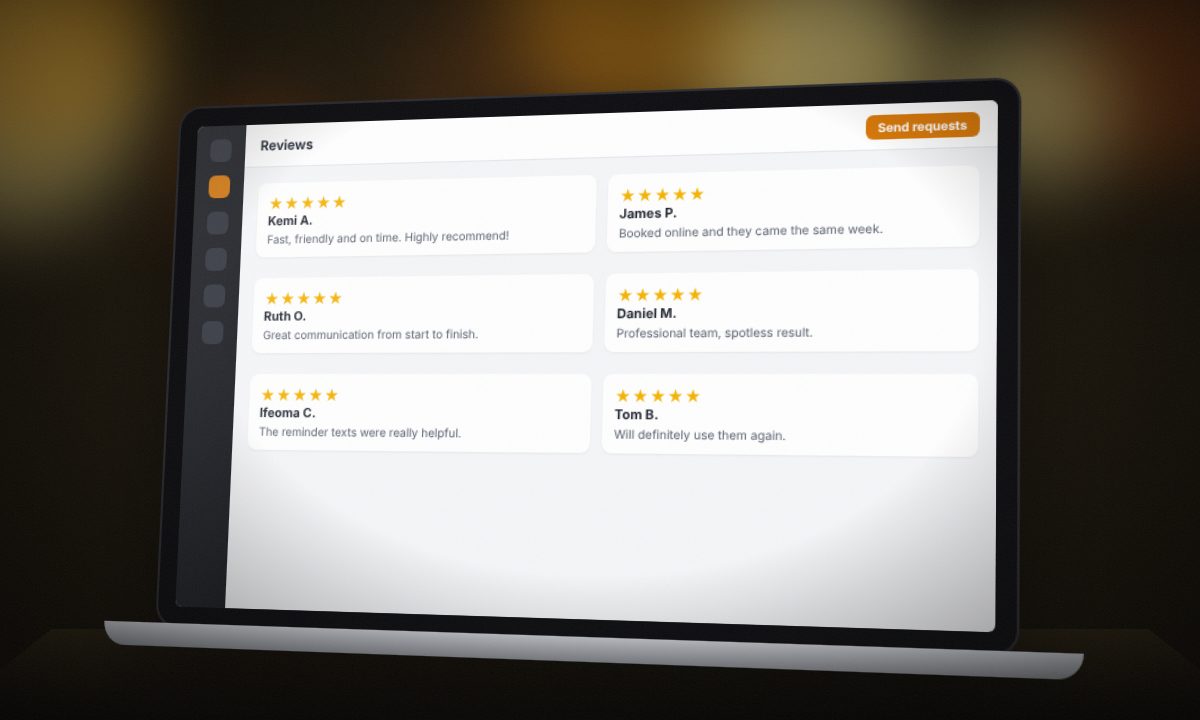 Reviews
Send requests
★★★★★
Kemi A.
Fast, friendly and on time. Highly recommend!
★★★★★
James P.
Booked online and they came the same week.
★★★★★
Ruth O.
Great communication from start to finish.
★★★★★
Daniel M.
Professional team, spotless result.
★★★★★
Ifeoma C.
The reminder texts were really helpful.
★★★★★
Tom B.
Will definitely use them again.